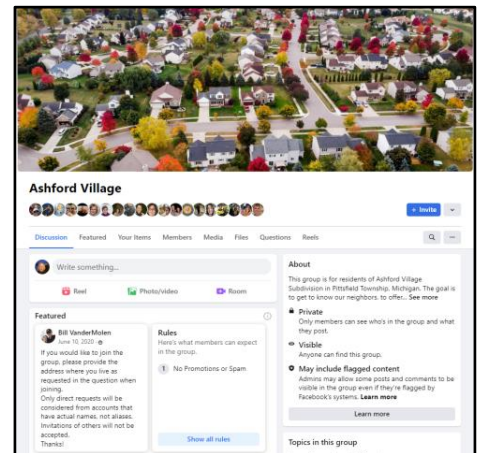 Ashford Village
+ Invite
Discussion
Featured
Your Items
Members
Media
Files
Questions
Reels
Write something...
Reel
Photo/video
Room
Featured
Bill VanderMolen
June 10, 2020 ·
If you would like to join the
group, please provide the
address where you live as
requested in the question when
joining.
Only direct requests will be
considered from accounts that
have actual names, not aliases.
Invitations of others will not be
accepted.
Thanks!
Rules
Here's what members can expect
in the group.
1 No Promotions or Spam
Show all rules
About
This group is for residents of Ashford Village
Subdivision in Pittsfield Township, Michigan. The goal is
to get to know our neighbors, to offer... See more
Private
Only members can see who's in the group and what
they post.
Visible
Anyone can find this group.
May include flagged content
Admins may allow some posts and comments to be
visible in the group even if they're flagged by
Facebook's systems. Learn more
Learn more
Topics in this group